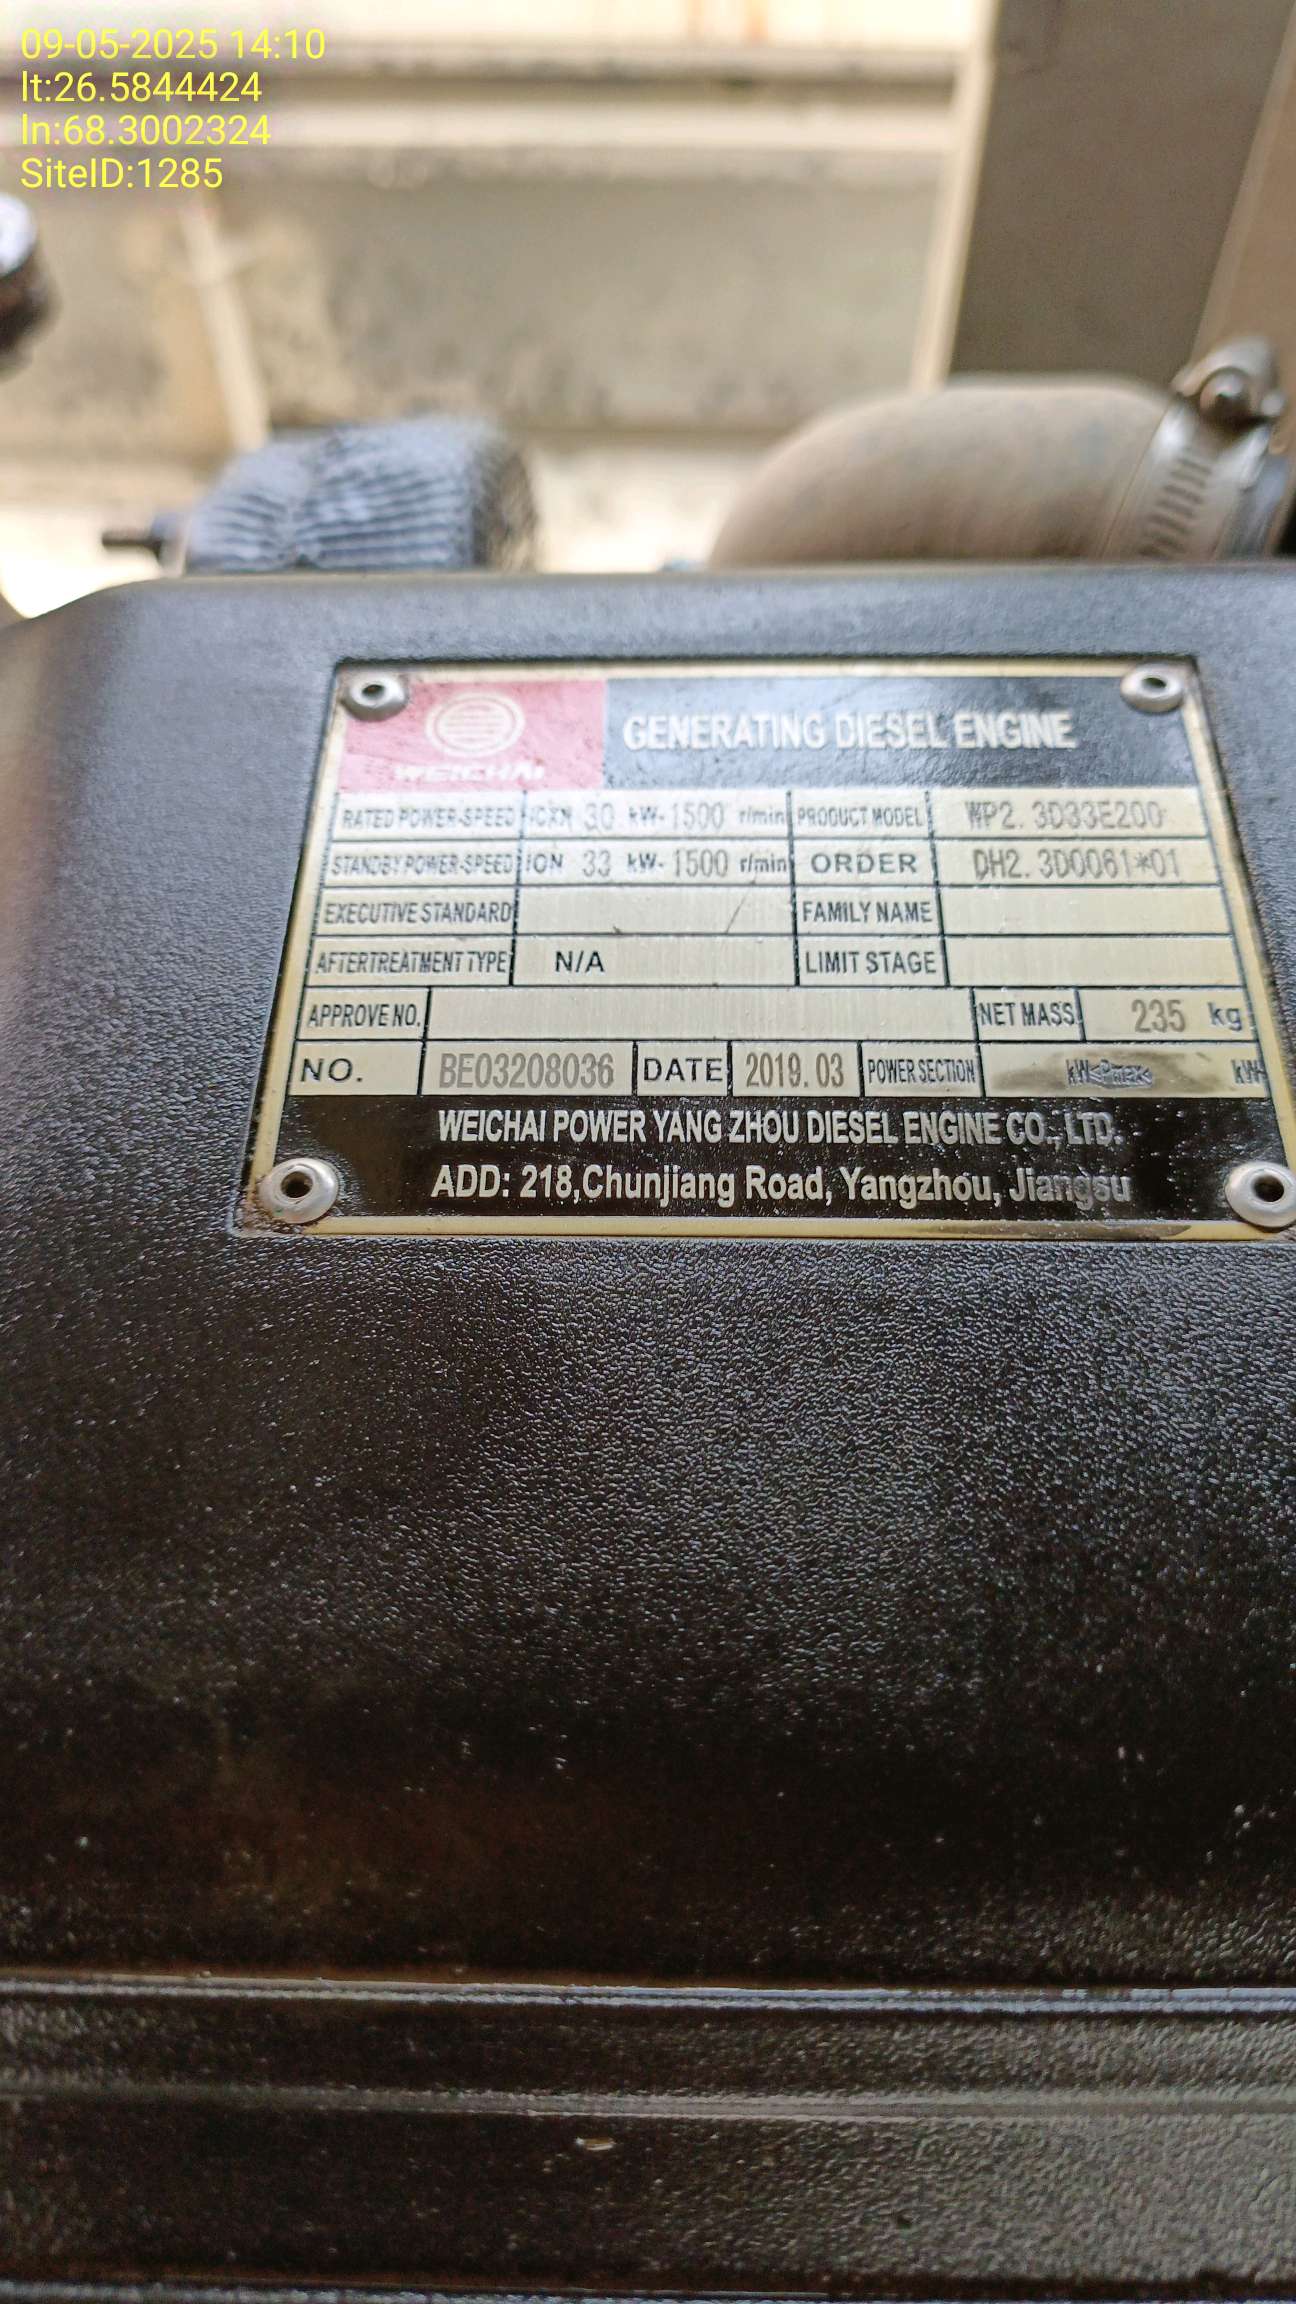 09-05-2025 14:10
lt:26.5844424
ln:68.3002324
SiteID:1285
WEICHAI
GENERATING DIESEL ENGINE
RATED POWER-SPEED 30 kW- 1500 r/min PRODUCT MODEL WP2.3D33E200
STANDBY POWER-SPEED 33 kW- 1500 r/min ORDER DH2.3D0061*01
EXECUTIVE STANDARD FAMILY NAME
AFTERTREATMENT TYPE N/A LIMIT STAGE
APPROVE NO. NET MASS 235 kg
NO. BE03208036 DATE 2019.03 POWER SECTION kW<Pmax< kW
WEICHAI POWER YANG ZHOU DIESEL ENGINE CO., LTD.
ADD: 218,Chunjiang Road, Yangzhou, Jiangsu